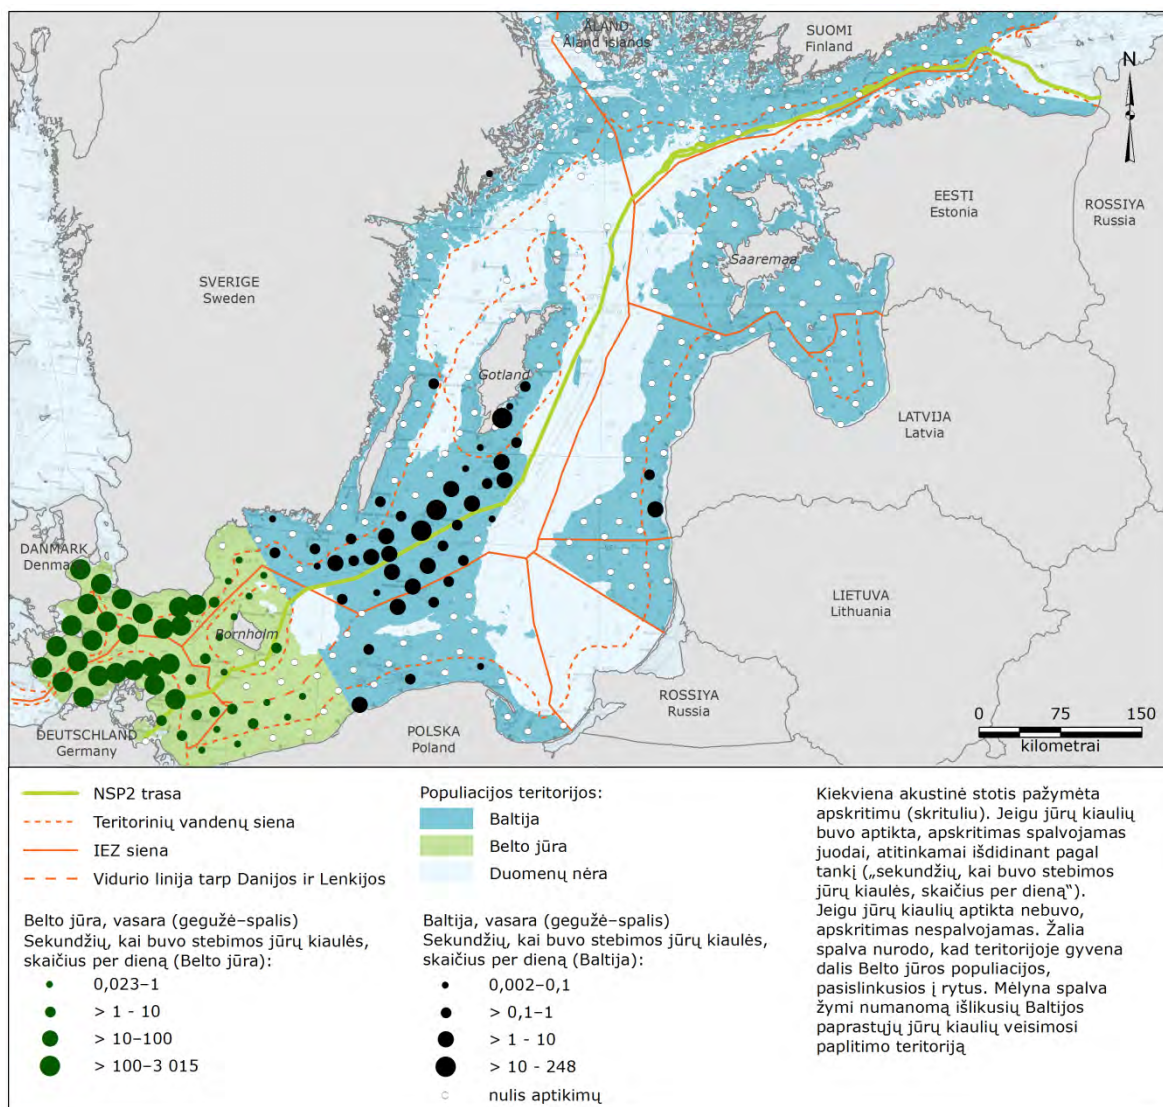 ÅLAND
Åland islands
SUOMI
Finland
N
EESTI
Estonia
ROSSIYA
Russia
SVERIGE
Sweden
Saaremaa
Gotland
LATVIJA
Latvia
DANMARK
Denmark
LIETUVA
Lithuania
Bornholm
ROSSIYA
Russia
DEUTSCHLAND
Germany
POLSKA
Poland
0 75 150
kilometrai
NSP2 trasa
Teritorinių vandenų siena
IEZ siena
Vidurio linija tarp Danijos ir Lenkijos
Belto jūra, vasara (gegužė–spalis)
Sekundžių, kai buvo stebimos jūrų kiaulės,
skaičius per dieną (Belto jūra):
0,023–1
> 1 - 10
> 10–100
> 100–3 015
Populiacijos teritorijos:
Baltija
Belto jūra
Duomenų nėra
Baltija, vasara (gegužė–spalis)
Sekundžių, kai buvo stebimos jūrų kiaulės,
skaičius per dieną (Baltija):
0,002–0,1
> 0,1–1
> 1 - 10
> 10 - 248
nulis aptikimų
Kiekviena akustinė stotis pažymėta
apskritimu (skrituliu). Jeigu jūrų kiaulių
buvo aptikta, apskritimas spalvojamas
juodai, atitinkamai išdidinant pagal
tankį („sekundžių, kai buvo stebimos
jūrų kiaulės, skaičius per dieną“).
Jeigu jūrų kiaulių aptikta nebuvo,
apskritimas nespalvojamas. Žalia
spalva nurodo, kad teritorijoje gyvena
dalis Belto jūros populiacijos,
pasislinkusios į rytus. Mėlyna spalva
žymi numanomą išlikusių Baltijos
paprastųjų jūrų kiaulių veisimosi
paplitimo teritoriją